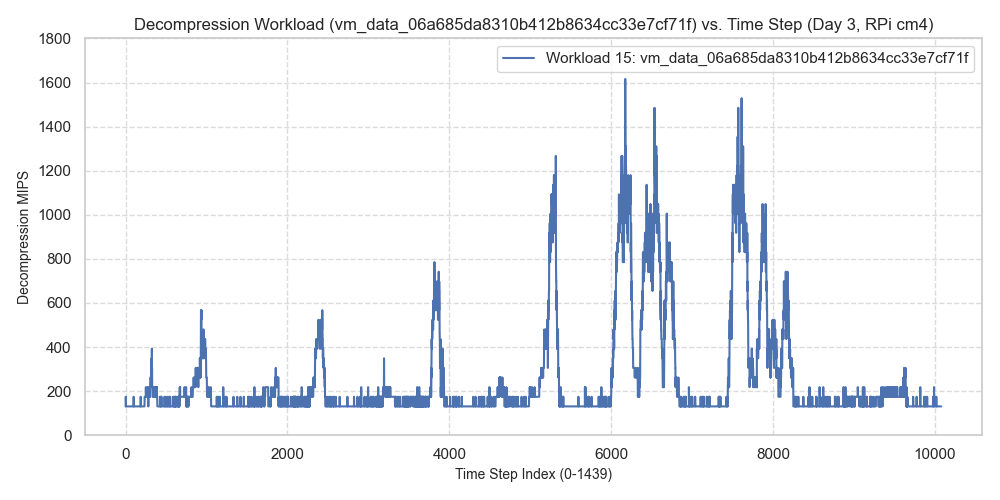 Decompression Workload (vm_data_06a685da8310b412b8634cc33e7cf71f) vs. Time Step (Day 3, RPi cm4)
Workload 15: vm_data_06a685da8310b412b8634cc33e7cf71f
Decompression MIPS
1800
1600
1400
1200
1000
800
600
400
200
0
0 2000 4000 6000 8000 10000
Time Step Index (0-1439)